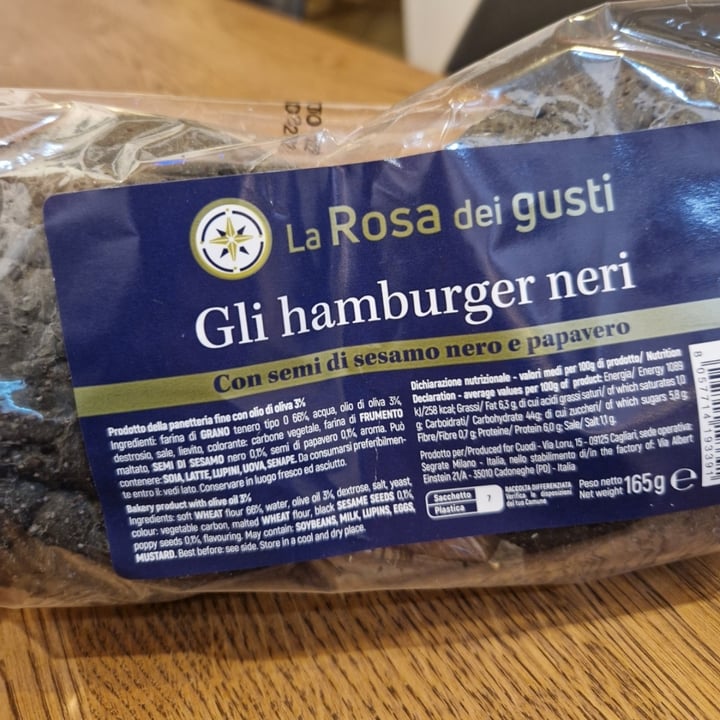 La Rosa dei gusti
Gli hamburger neri
Con semi di sesamo nero e papavero
Prodotto della panetteria fine con olio di oliva 3%
Ingredienti: farina di GRANO tenero tipo 0 66%, acqua, olio di oliva 3%,
destrosio, sale, lievito, colorante: carbone vegetale, farina di FRUMENTO
maltato, SEMI DI SESAMO nero 0,1%, semi di papavero 0,1%, aroma. Può
contenere: SOIA, LATTE, LUPINI, UOVA, SENAPE. Da consumarsi preferibilmen-
te entro il: vedi lato. Conservare in luogo fresco ed asciutto.
Bakery product with olive oil 3%
Ingredients: soft WHEAT flour 66%, water, olive oil 3%, dextrose, salt, yeast,
colour: vegetable carbon, malted WHEAT flour, black SESAME SEEDS 0,1%,
poppy seeds 0,1%, flavouring. May contain: SOYBEANS, MILK, LUPINS, EGGS,
MUSTARD. Best before: see side. Store in a cool and dry place.
Dichiarazione nutrizionale - valori medi per 100g di prodotto/ Nutrition
Declaration - average values per 100g of product: Energia/ Energy 1089
kj/258 kcal; Grassi/ Fat 6,3 g, di cui acidi grassi saturi/ of which saturates 1,0
g; Carboidrati/ Carbohydrate 44g; di cui zuccheri/ of which sugars 5,8 g;
Fibre/Fibre 0,7 g; Proteine/ Protein 6,0 g; Sale/ Salt 1,1 g.
Prodotto per/Produced for Cuodi - Via Loru, 15 - 09125 Cagliari, sede operativa:
Segrate Milano - Italia, nello stabilimento di/in the factory of: Via Albert
Einstein 21/A - 35010 Cadoneghe (PD) - Italia
Sacchetto
Plastica
7
RACCOLTA DIFFERENZIATA
Verifica le disposizioni
del tuo Comune
Peso netto
Net weight 165g e